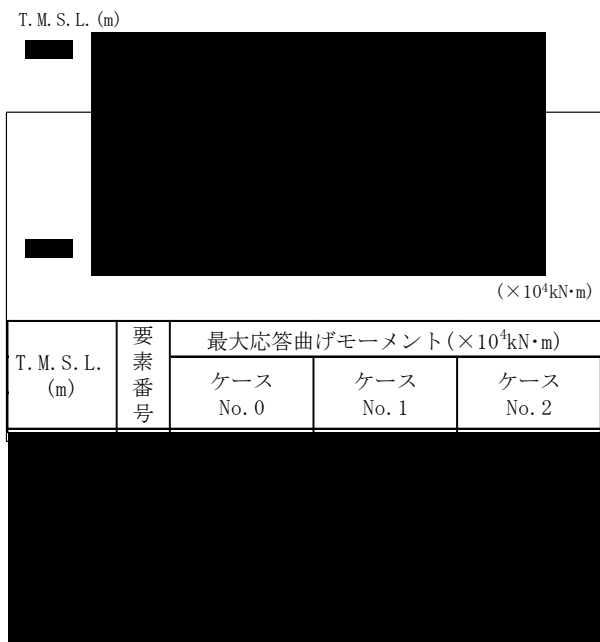 T.M.S.L.(m)
(×10⁴kN・m)
T.M.S.L.
(m)
要素番号
最大応答曲げモーメント(×10⁴kN・m)
ケース
No.0
ケース
No.1
ケース
No.2